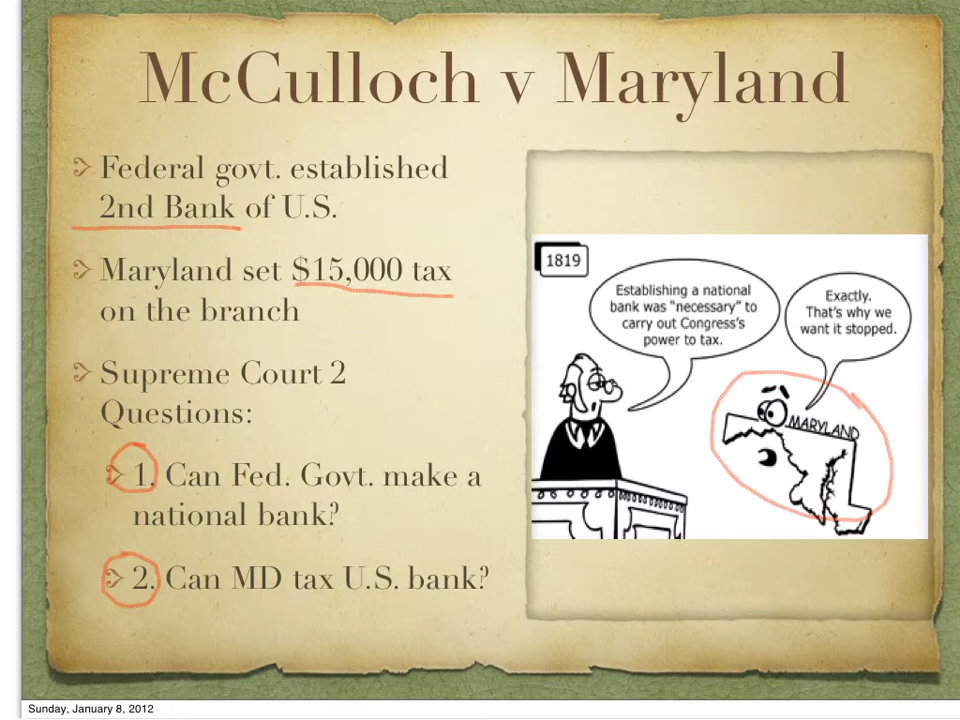 McCulloch v Maryland
Federal govt. established
2nd Bank of U.S.
Maryland set $15,000 tax
on the branch
Supreme Court 2
Questions:
1. Can Fed. Govt. make a
national bank?
2. Can MD tax U.S. bank?
1819
Establishing a national
bank was "necessary" to
carry out Congress's
power to tax.
Exactly.
That's why we
want it stopped.
MARYLAND
Sunday, January 8, 2012